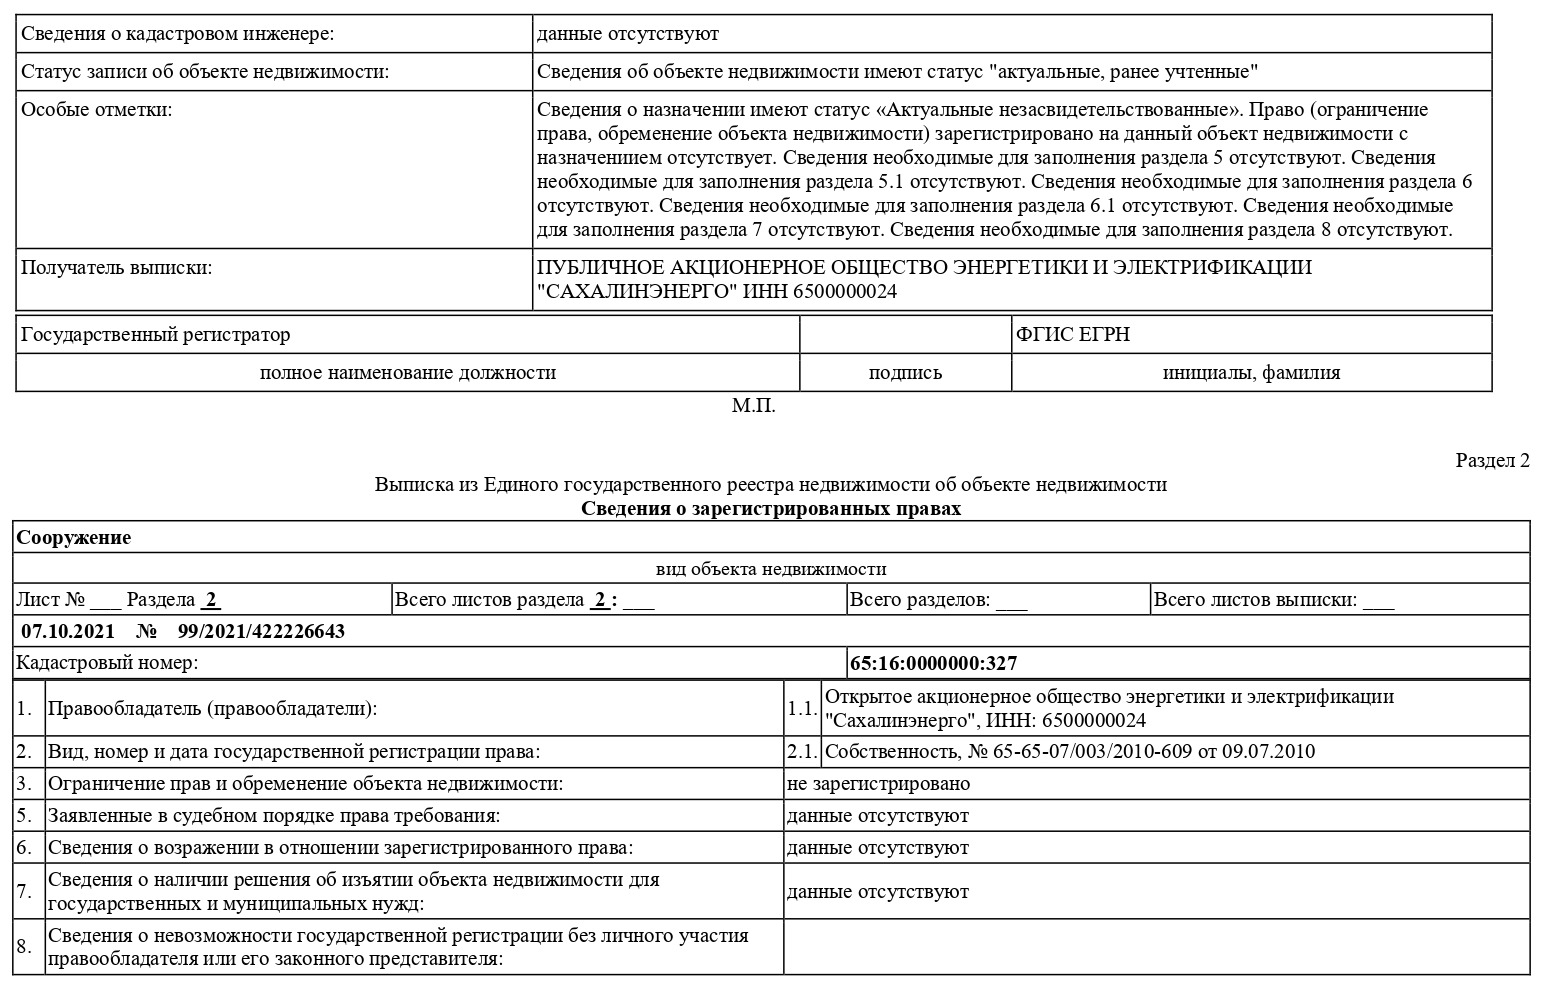 Сведения о кадастровом инженере:
данные отсутствуют
Статус записи об объекте недвижимости:
Сведения об объекте недвижимости имеют статус "актуальные, ранее учтенные"
Особые отметки:
Сведения о назначении имеют статус «Актуальные незасвидетельствованные». Право (ограничение
права, обременение объекта недвижимости) зарегистрировано на данный объект недвижимости с
назначениием отсутствует. Сведения необходимые для заполнения раздела 5 отсутствуют. Сведения
необходимые для заполнения раздела 5.1 отсутствуют. Сведения необходимые для заполнения раздела 6
отсутствуют. Сведения необходимые для заполнения раздела 6.1 отсутствуют. Сведения необходимые
для заполнения раздела 7 отсутствуют. Сведения необходимые для заполнения раздела 8 отсутствуют.
Получатель выписки:
ПУБЛИЧНОЕ АКЦИОНЕРНОЕ ОБЩЕСТВО ЭНЕРГЕТИКИ И ЭЛЕКТРИФИКАЦИИ
"САХАЛИНЭНЕРГО" ИНН 6500000024
Государственный регистратор
ФГИС ЕГРН
полное наименование должности
подпись
инициалы, фамилия
М.П.
Раздел 2
Выписка из Единого государственного реестра недвижимости об объекте недвижимости
Сведения о зарегистрированных правах
Сооружение
вид объекта недвижимости
Лист № ___ Раздела 2
Всего листов раздела 2 : ___
Всего разделов: ___
Всего листов выписки: ___
07.10.2021 № 99/2021/422226643
Кадастровый номер:
65:16:0000000:327
1. Правообладатель (правообладатели):
1.1. Открытое акционерное общество энергетики и электрификации
"Сахалинэнерго", ИНН: 6500000024
2. Вид, номер и дата государственной регистрации права:
2.1. Собственность, № 65-65-07/003/2010-609 от 09.07.2010
3. Ограничение прав и обременение объекта недвижимости:
не зарегистрировано
5. Заявленные в судебном порядке права требования:
данные отсутствуют
6. Сведения о возражении в отношении зарегистрированного права:
данные отсутствуют
7. Сведения о наличии решения об изъятии объекта недвижимости для
государственных и муниципальных нужд:
данные отсутствуют
8. Сведения о невозможности государственной регистрации без личного участия
правообладателя или его законного представителя: